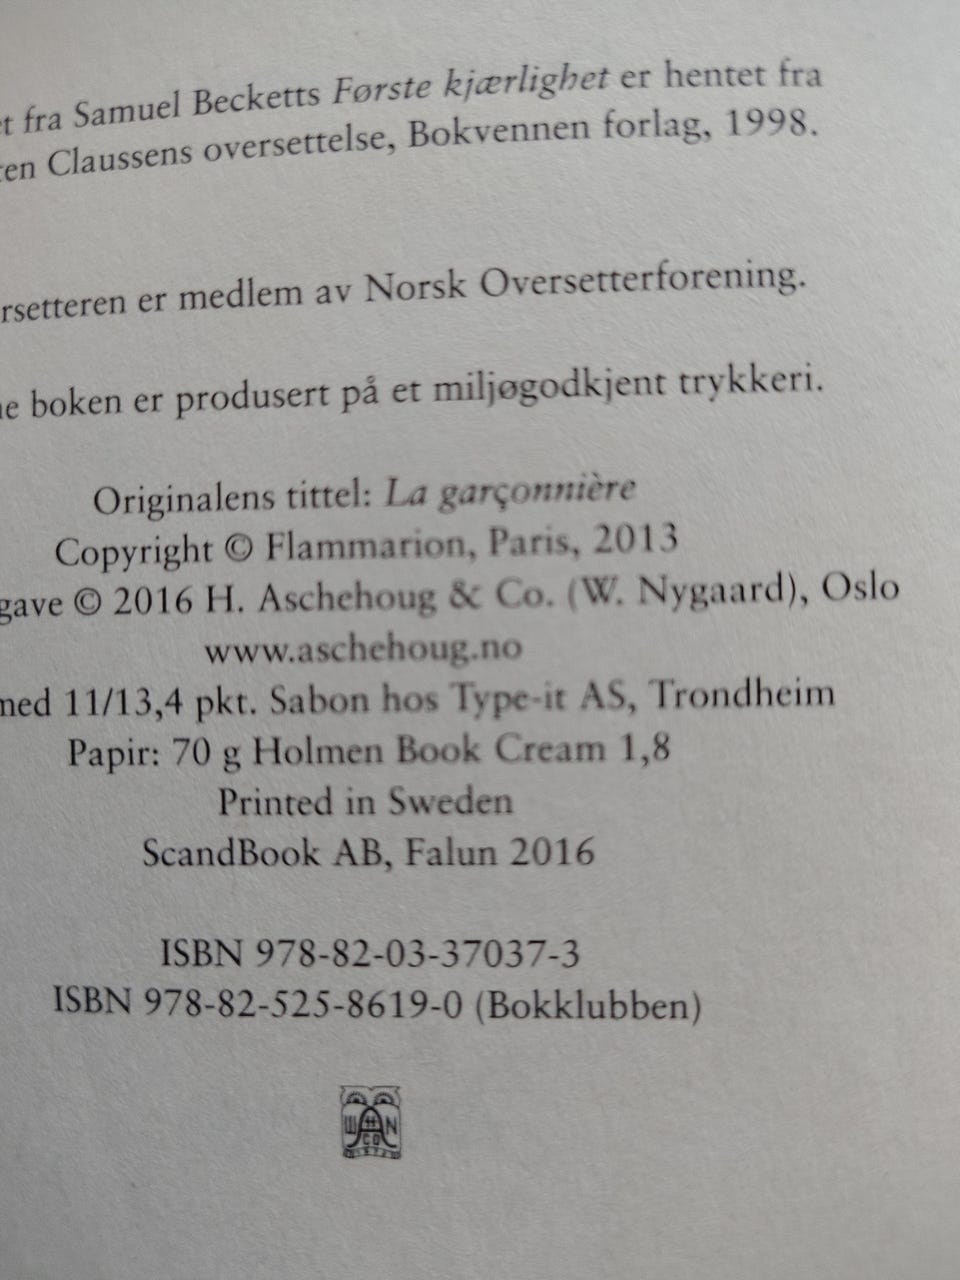 t fra Samuel Becketts Første kjærlighet er hentet fra
en Claussens oversettelse, Bokvennen forlag, 1998.
rsetteren er medlem av Norsk Oversetterforening.
e boken er produsert på et miljøgodkjent trykkeri.
Originalens tittel: La garçonnière
Copyright © Flammarion, Paris, 2013
gave © 2016 H. Aschehoug & Co. (W. Nygaard), Oslo
www.aschehoug.no
med 11/13,4 pkt. Sabon hos Type-it AS, Trondheim
Papir: 70 g Holmen Book Cream 1,8
Printed in Sweden
ScandBook AB, Falun 2016
ISBN 978-82-03-37037-3
ISBN 978-82-525-8619-0 (Bokklubben)
W H N
CO